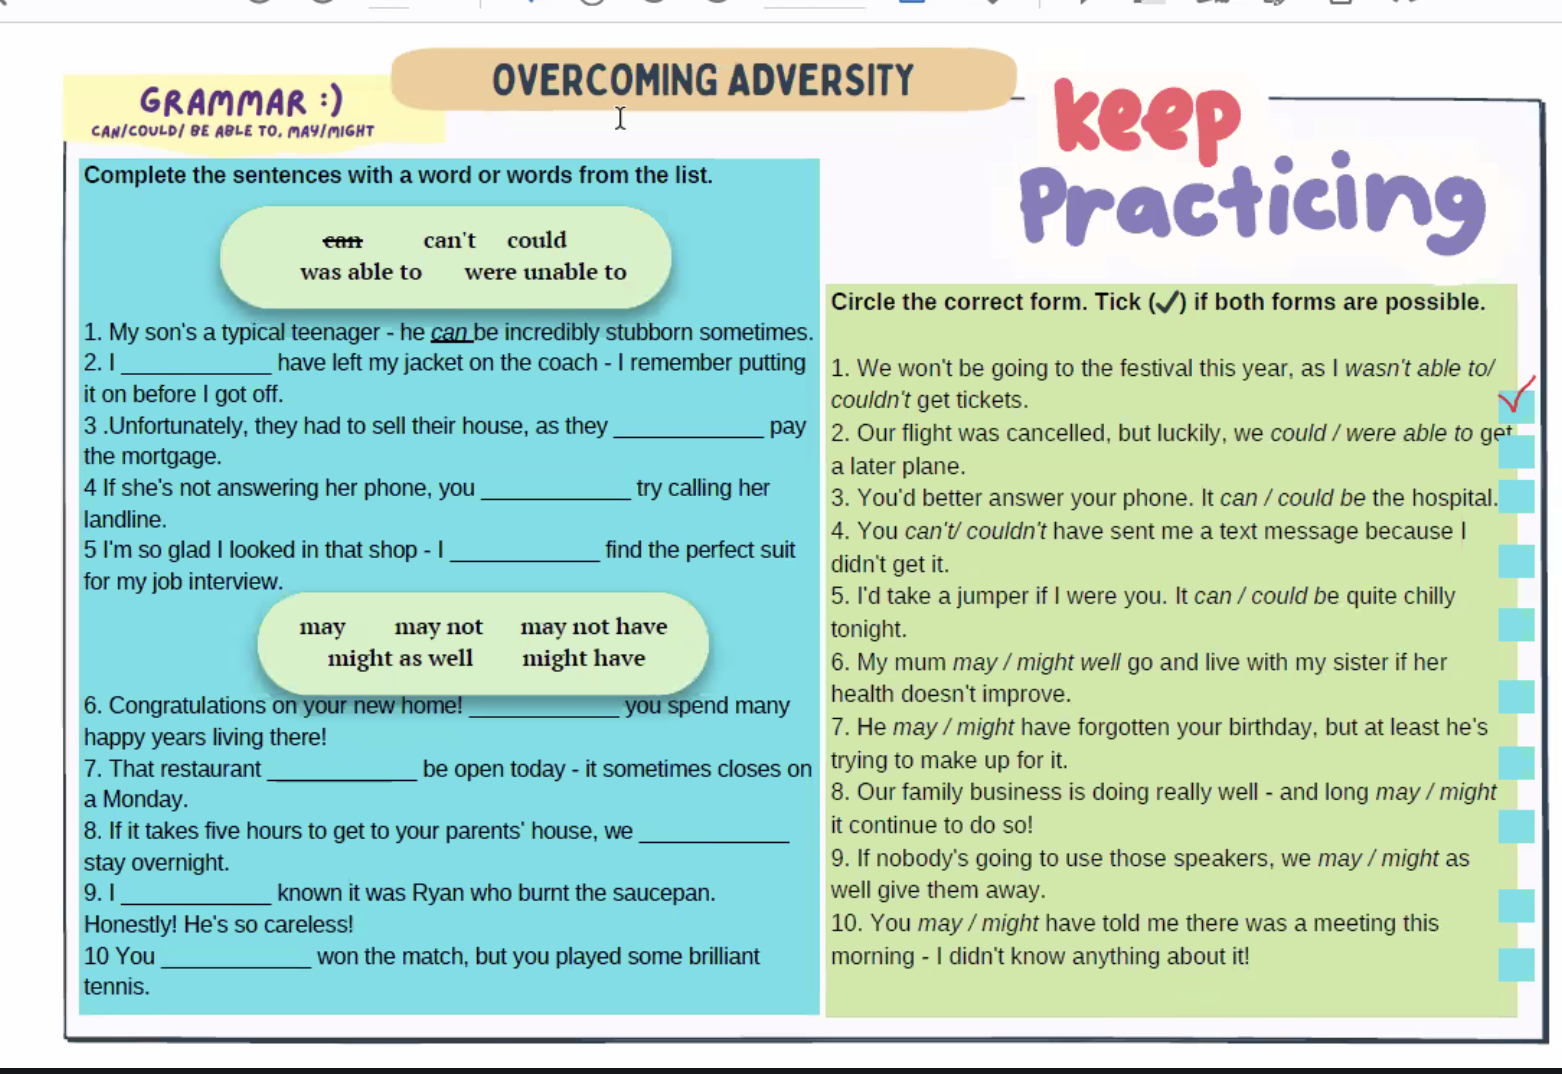 OVERCOMING ADVERSITY
GRAMMAR :)
CAN/COULD/ BE ABLE TO, MAY/MIGHT
keep
Practicing
Complete the sentences with a word or words from the list.
can can't could
was able to were unable to
1. My son's a typical teenager - he can be incredibly stubborn sometimes.
2. I ____________ have left my jacket on the coach - I remember putting
it on before I got off.
3 .Unfortunately, they had to sell their house, as they ____________ pay
the mortgage.
4 If she's not answering her phone, you ____________ try calling her
landline.
5 I'm so glad I looked in that shop - I ____________ find the perfect suit
for my job interview.
may may not may not have
might as well might have
6. Congratulations on your new home! ____________ you spend many
happy years living there!
7. That restaurant ____________ be open today - it sometimes closes on
a Monday.
8. If it takes five hours to get to your parents' house, we ____________
stay overnight.
9. I ____________ known it was Ryan who burnt the saucepan.
Honestly! He's so careless!
10 You ____________ won the match, but you played some brilliant
tennis.
Circle the correct form. Tick (✓) if both forms are possible.
1. We won't be going to the festival this year, as I wasn't able to/
couldn't get tickets.
2. Our flight was cancelled, but luckily, we could / were able to get
a later plane.
3. You'd better answer your phone. It can / could be the hospital.
4. You can't/ couldn't have sent me a text message because I
didn't get it.
5. I'd take a jumper if I were you. It can / could be quite chilly
tonight.
6. My mum may / might well go and live with my sister if her
health doesn't improve.
7. He may / might have forgotten your birthday, but at least he's
trying to make up for it.
8. Our family business is doing really well - and long may / might
it continue to do so!
9. If nobody's going to use those speakers, we may / might as
well give them away.
10. You may / might have told me there was a meeting this
morning - I didn't know anything about it!